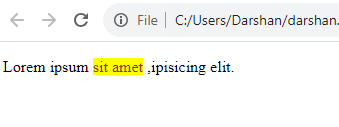 File | C:/Users/Darshan/darshan.
Lorem ipsum sit amet ,ipisicing elit.